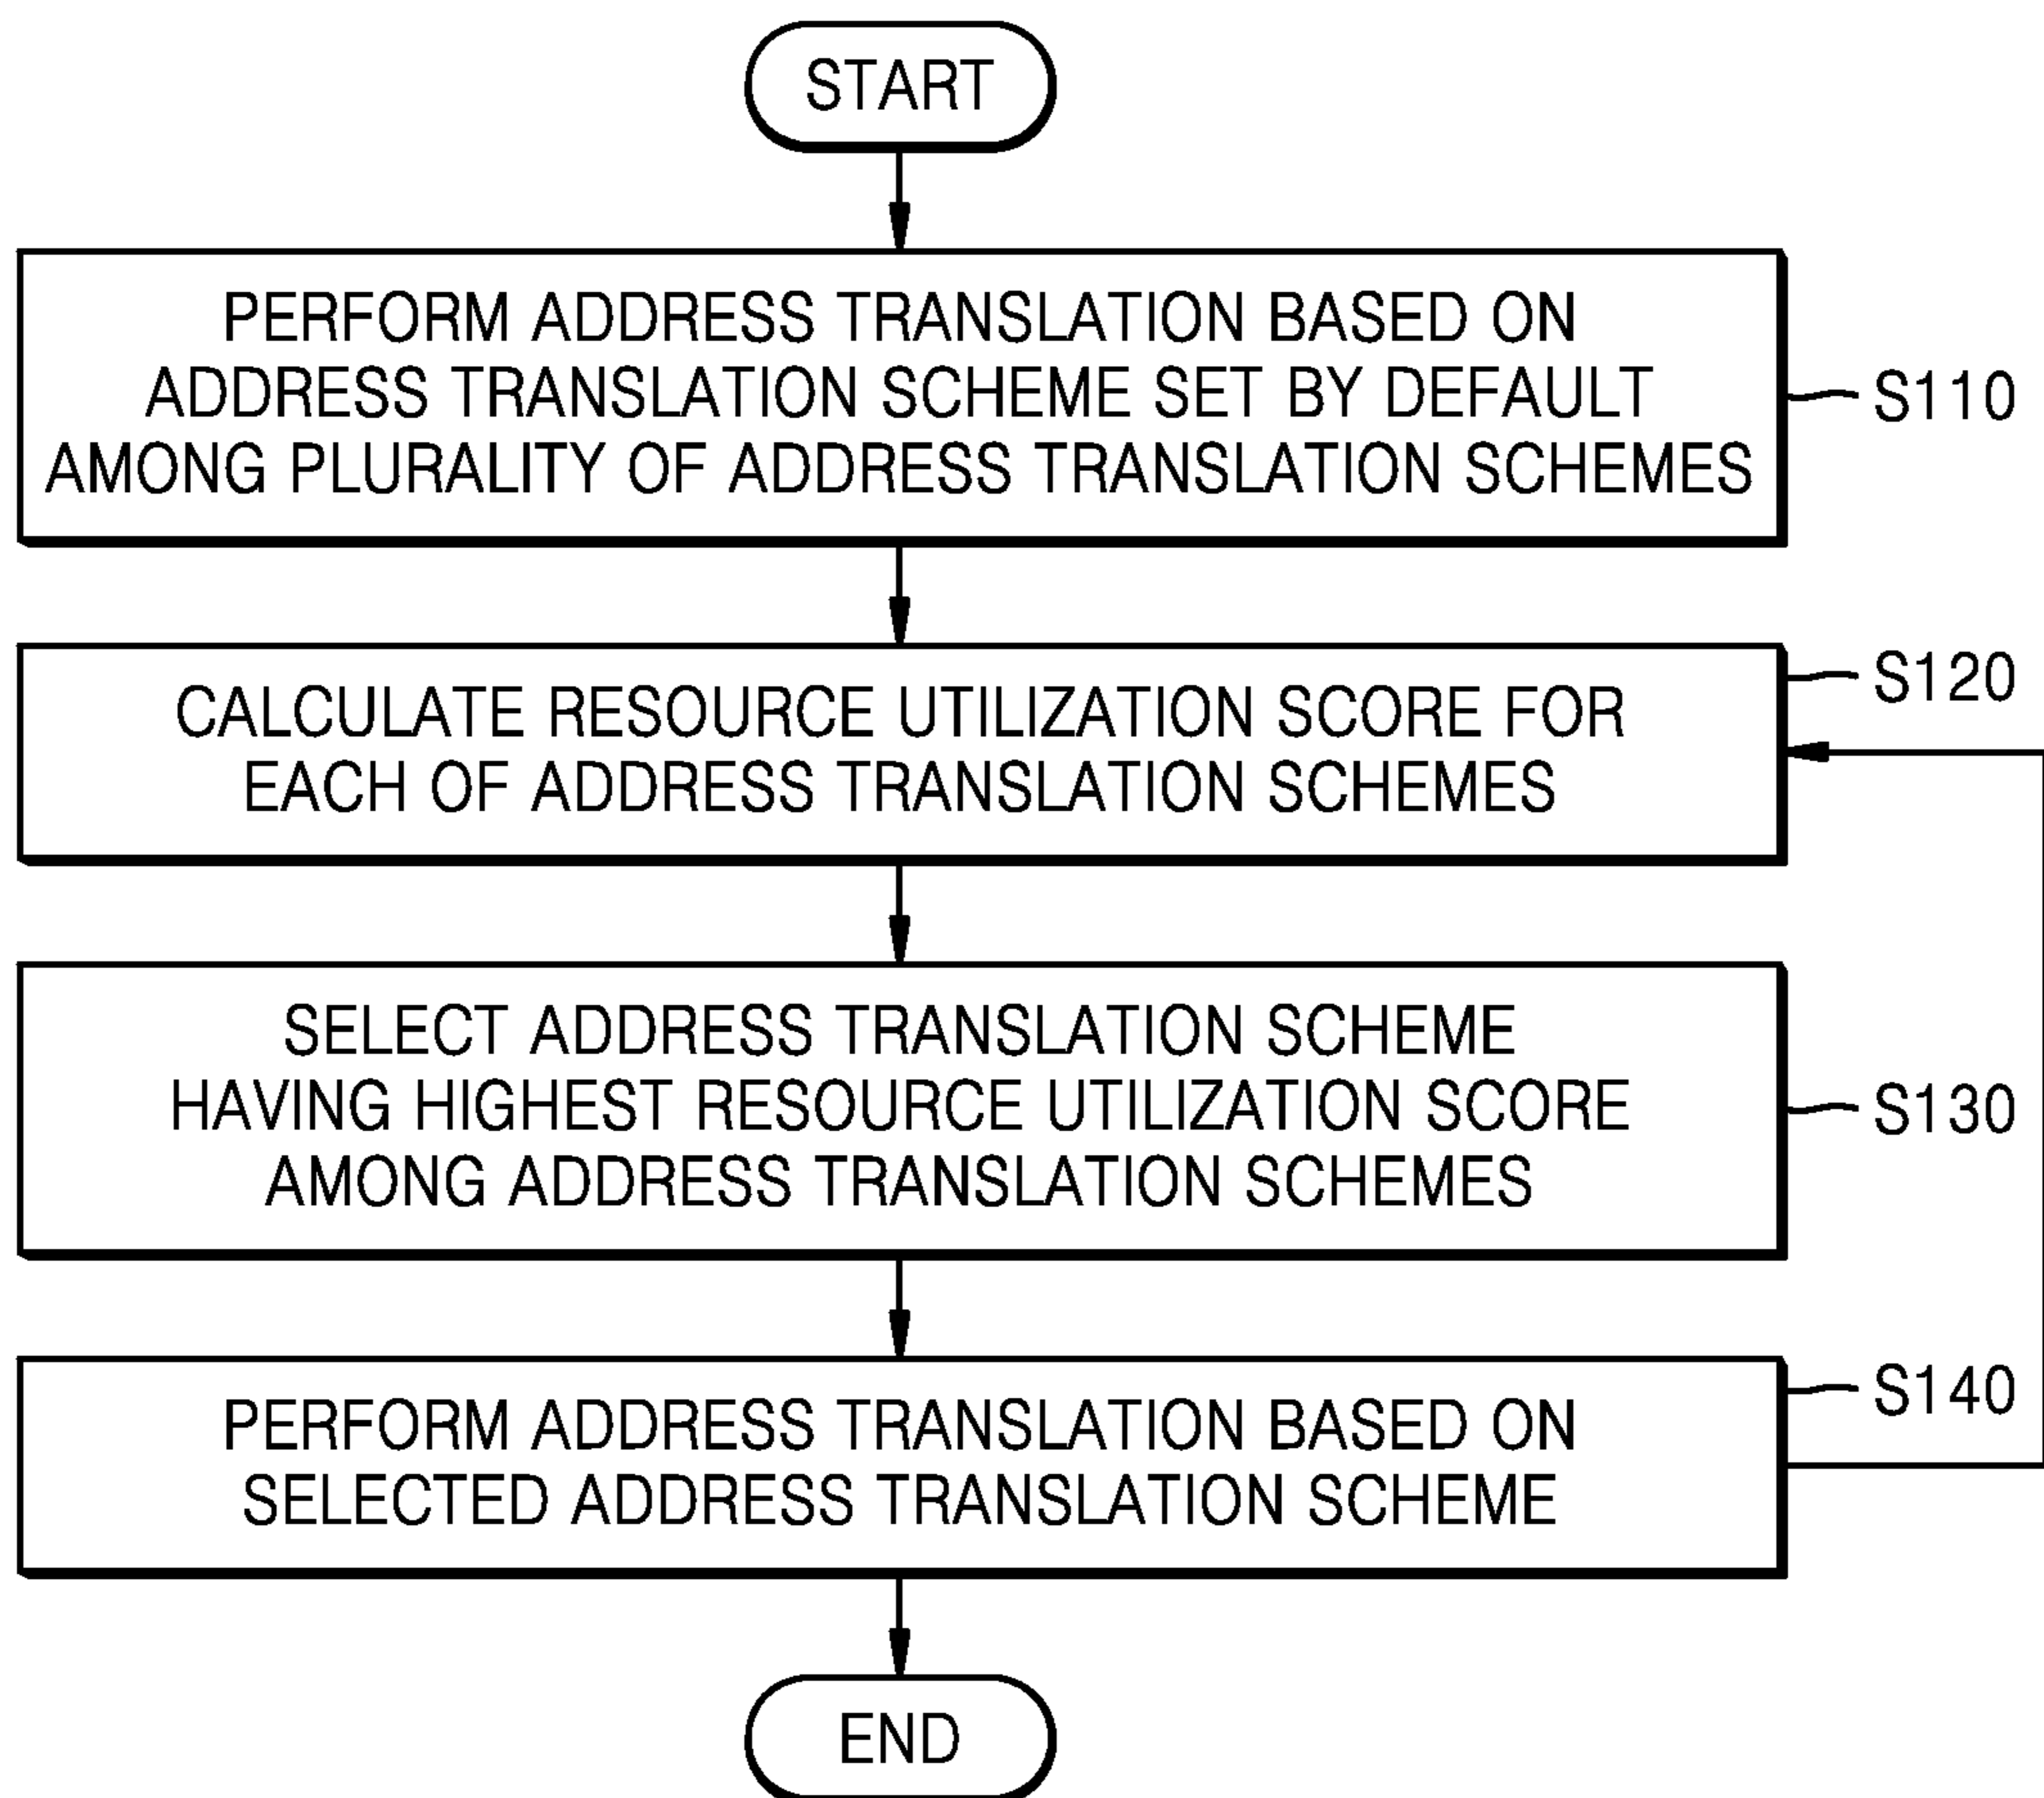 START
PERFORM ADDRESS TRANSLATION BASED ON
ADDRESS TRANSLATION SCHEME SET BY DEFAULT
AMONG PLURALITY OF ADDRESS TRANSLATION SCHEMES
S110
CALCULATE RESOURCE UTILIZATION SCORE FOR
EACH OF ADDRESS TRANSLATION SCHEMES
S120
SELECT ADDRESS TRANSLATION SCHEME
HAVING HIGHEST RESOURCE UTILIZATION SCORE
AMONG ADDRESS TRANSLATION SCHEMES
S130
PERFORM ADDRESS TRANSLATION BASED ON
SELECTED ADDRESS TRANSLATION SCHEME
S140
END